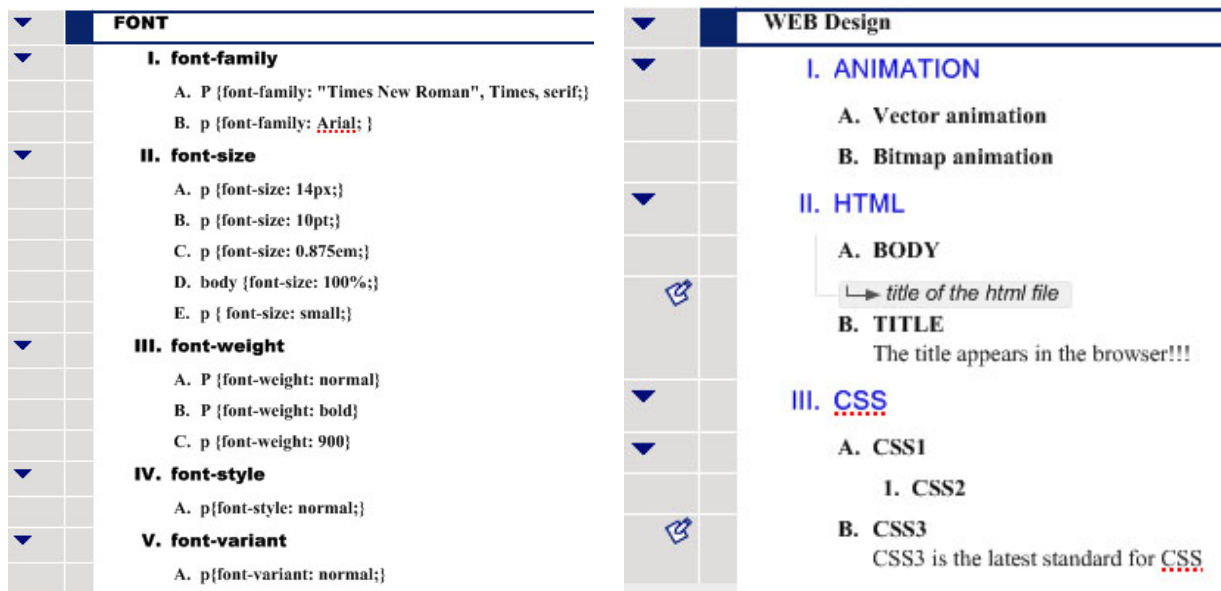 FONT
I. font-family
A. P {font-family: "Times New Roman", Times, serif;}
B. p {font-family: Arial; }
II. font-size
A. p {font-size: 14px;}
B. p {font-size: 10pt;}
C. p {font-size: 0.875em;}
D. body {font-size: 100%;}
E. p { font-size: small;}
III. font-weight
A. P {font-weight: normal}
B. P {font-weight: bold}
C. p {font-weight: 900}
IV. font-style
A. p{font-style: normal;}
V. font-variant
A. p{font-variant: normal;}
WEB Design
I. ANIMATION
A. Vector animation
B. Bitmap animation
II. HTML
A. BODY
title of the html file
B. TITLE
The title appears in the browser!!!
III. CSS
A. CSS1
1. CSS2
B. CSS3
CSS3 is the latest standard for CSS